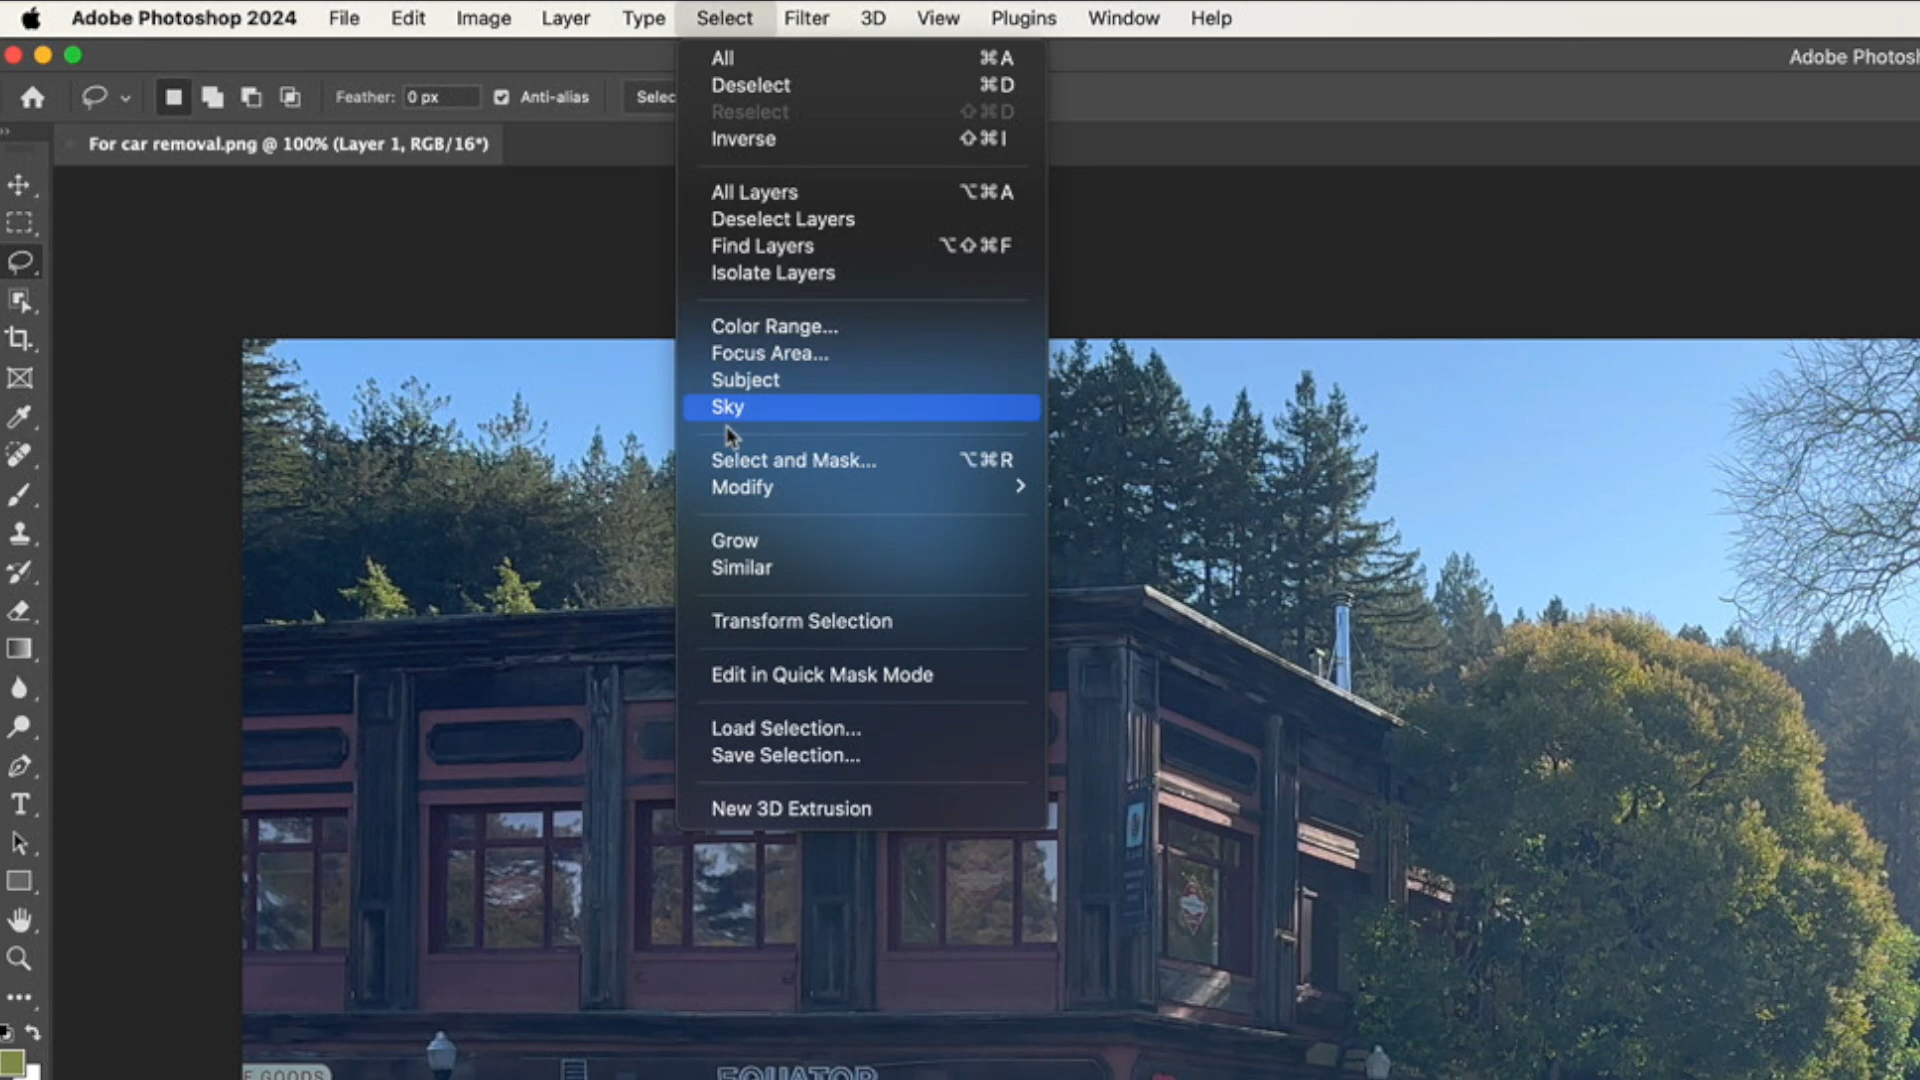 Adobe Photoshop 2024 File Edit Image Layer Type Select Filter 3D View Plugins Window Help
Adobe Photosh
Feather: 0 px Anti-alias Selec
For car removal.png @ 100% (Layer 1, RGB/16*)
All ⌘A
Deselect ⌘D
Reselect ⇧⌘D
Inverse ⇧⌘I
All Layers ⌥⌘A
Deselect Layers
Find Layers ⌥⇧⌘F
Isolate Layers
Color Range...
Focus Area...
Subject
Sky
Select and Mask... ⌥⌘R
Modify
Grow
Similar
Transform Selection
Edit in Quick Mask Mode
Load Selection...
Save Selection...
New 3D Extrusion
E GOODS
EQUATOR